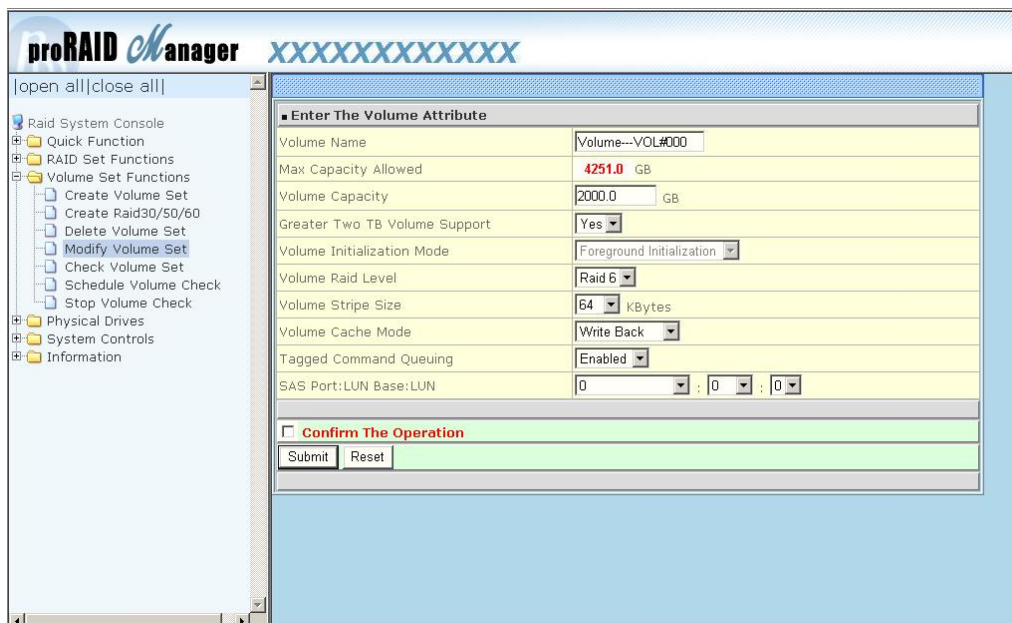 proRAID Manager XXXXXXXXXXXX
|open all|close all|
Raid System Console
Quick Function
RAID Set Functions
Volume Set Functions
Create Volume Set
Create Raid30/50/60
Delete Volume Set
Modify Volume Set
Check Volume Set
Schedule Volume Check
Stop Volume Check
Physical Drives
System Controls
Information
Enter The Volume Attribute
Volume Name Volume---VOL#000
Max Capacity Allowed 4251.0 GB
Volume Capacity 2000.0 GB
Greater Two TB Volume Support Yes
Volume Initialization Mode Foreground Initialization
Volume Raid Level Raid 6
Volume Stripe Size 64 KBytes
Volume Cache Mode Write Back
Tagged Command Queuing Enabled
SAS Port:LUN Base:LUN 0 : 0 : 0
Confirm The Operation
Submit Reset